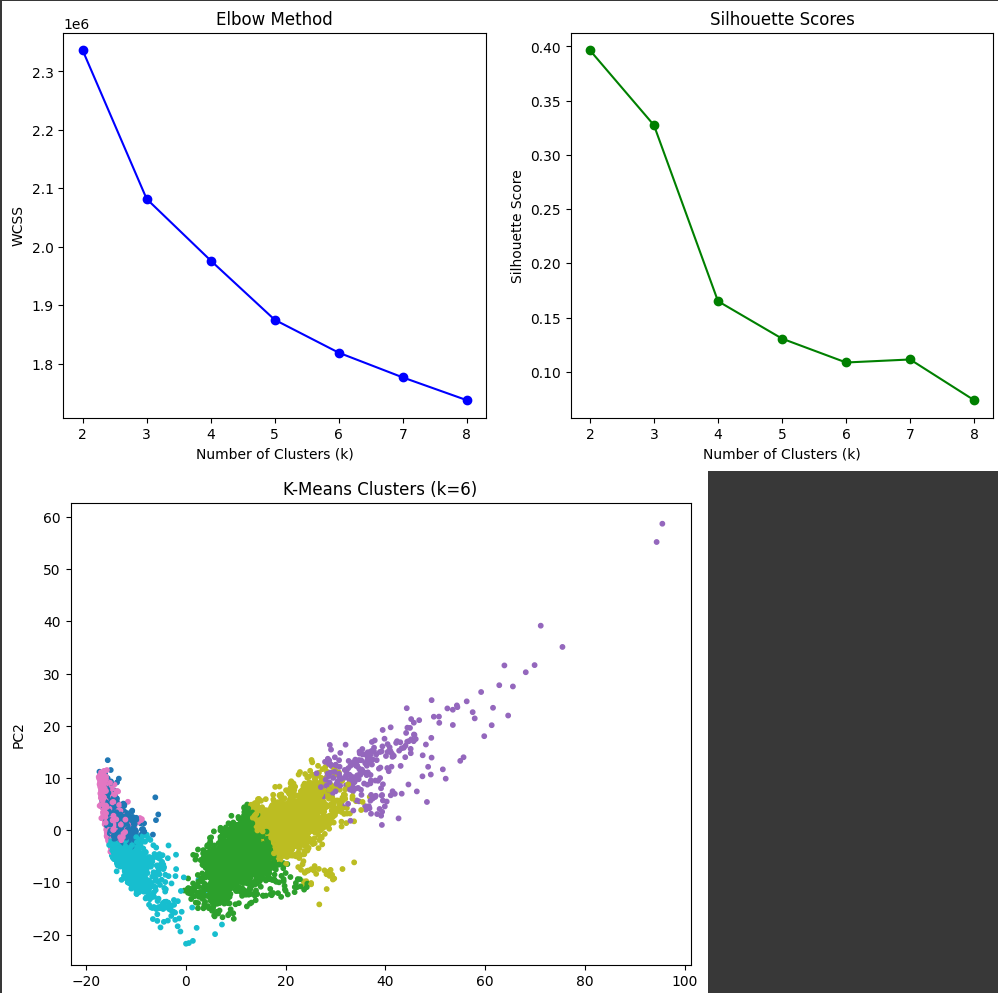 Elbow Method
1e6
2.3
2.2
2.1
2.0
1.9
1.8
WCSS
2 3 4 5 6 7 8
Number of Clusters (k)
Silhouette Scores
0.40
0.35
0.30
0.25
0.20
0.15
0.10
Silhouette Score
2 3 4 5 6 7 8
Number of Clusters (k)
K-Means Clusters (k=6)
60
50
40
30
20
10
0
−10
−20
PC2
−20 0 20 40 60 80 100